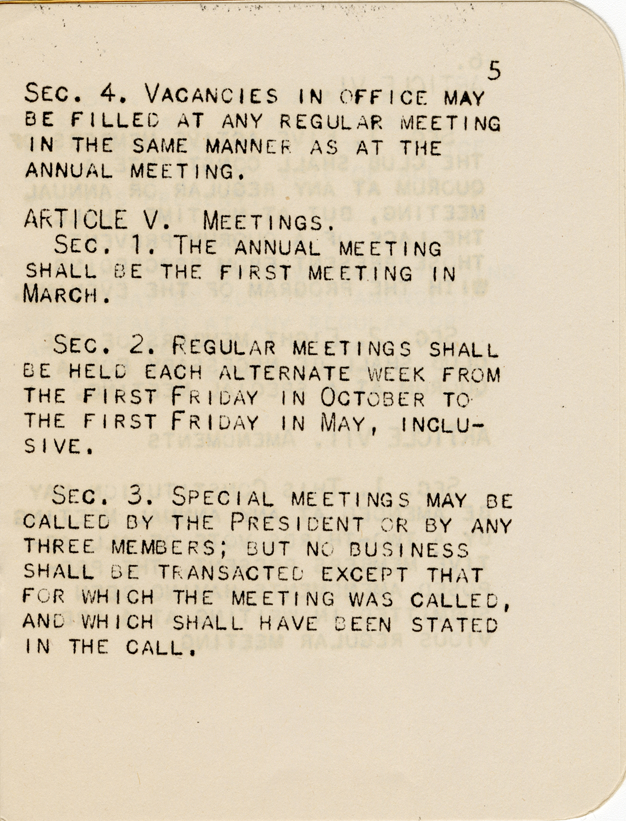 5
SEC. 4. VACANCIES IN OFFICE MAY
BE FILLED AT ANY REGULAR MEETING
IN THE SAME MANNER AS AT THE
ANNUAL MEETING.
ARTICLE V. MEETINGS.
SEC. 1. THE ANNUAL MEETING
SHALL BE THE FIRST MEETING IN
MARCH.
SEC. 2. REGULAR MEETINGS SHALL
BE HELD EACH ALTERNATE WEEK FROM
THE FIRST FRIDAY IN OCTOBER TO
THE FIRST FRIDAY IN MAY, INCLU-
SIVE.
SEC. 3. SPECIAL MEETINGS MAY BE
CALLED BY THE PRESIDENT OR BY ANY
THREE MEMBERS; BUT NO BUSINESS
SHALL BE TRANSACTED EXCEPT THAT
FOR WHICH THE MEETING WAS CALLED,
AND WHICH SHALL HAVE BEEN STATED
IN THE CALL.